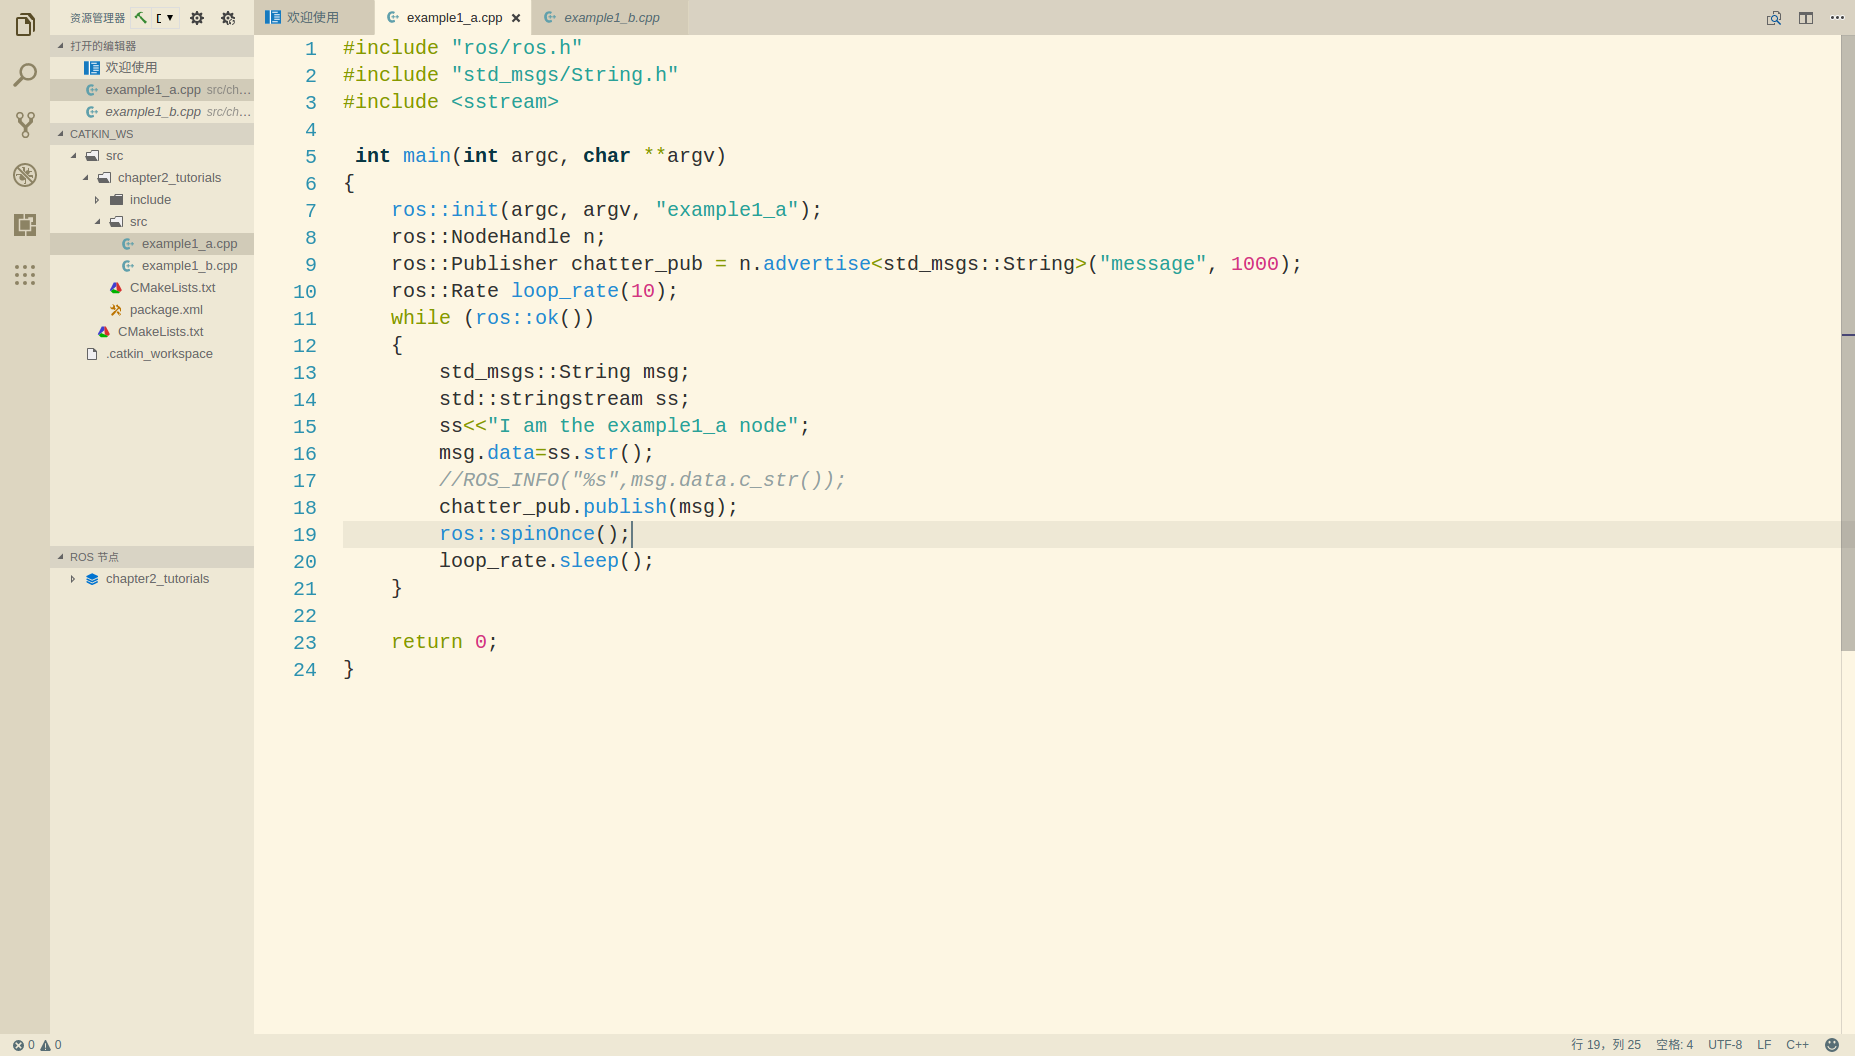 资源管理器
欢迎使用
example1_a.cpp
example1_b.cpp
打开的编辑器
欢迎使用
example1_a.cpp src/ch...
example1_b.cpp src/ch...
CATKIN_WS
src
chapter2_tutorials
include
src
example1_a.cpp
example1_b.cpp
CMakeLists.txt
package.xml
CMakeLists.txt
.catkin_workspace
ROS 节点
chapter2_tutorials
1 #include "ros/ros.h"
2 #include "std_msgs/String.h"
3 #include <sstream>
4
5  int main(int argc, char **argv)
6 {
7     ros::init(argc, argv, "example1_a");
8     ros::NodeHandle n;
9     ros::Publisher chatter_pub = n.advertise<std_msgs::String>("message", 1000);
10     ros::Rate loop_rate(10);
11     while (ros::ok())
12     {
13         std_msgs::String msg;
14         std::stringstream ss;
15         ss<<"I am the example1_a node";
16         msg.data=ss.str();
17         //ROS_INFO("%s",msg.data.c_str());
18         chatter_pub.publish(msg);
19         ros::spinOnce();
20         loop_rate.sleep();
21     }
22
23     return 0;
24 }
0 0
行 19，列 25 空格: 4 UTF-8 LF C++